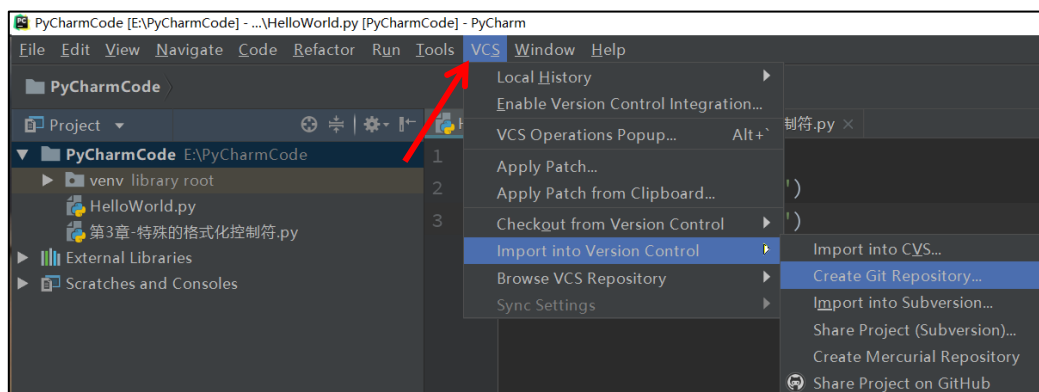 PyCharmCode [E:\PyCharmCode] - ...\HelloWorld.py [PyCharmCode] - PyCharm
File Edit View Navigate Code Refactor Run Tools VCS Window Help
PyCharmCode
Project
PyCharmCode E:\PyCharmCode
venv library root
HelloWorld.py
第3章-特殊的格式化控制符.py
External Libraries
Scratches and Consoles
H
制符.py
1
2
3
')
')
Local History
Enable Version Control Integration...
VCS Operations Popup... Alt+`
Apply Patch...
Apply Patch from Clipboard...
Checkout from Version Control
Import into Version Control
Browse VCS Repository
Sync Settings
Import into CVS...
Create Git Repository...
Import into Subversion...
Share Project (Subversion)...
Create Mercurial Repository
Share Project on GitHub